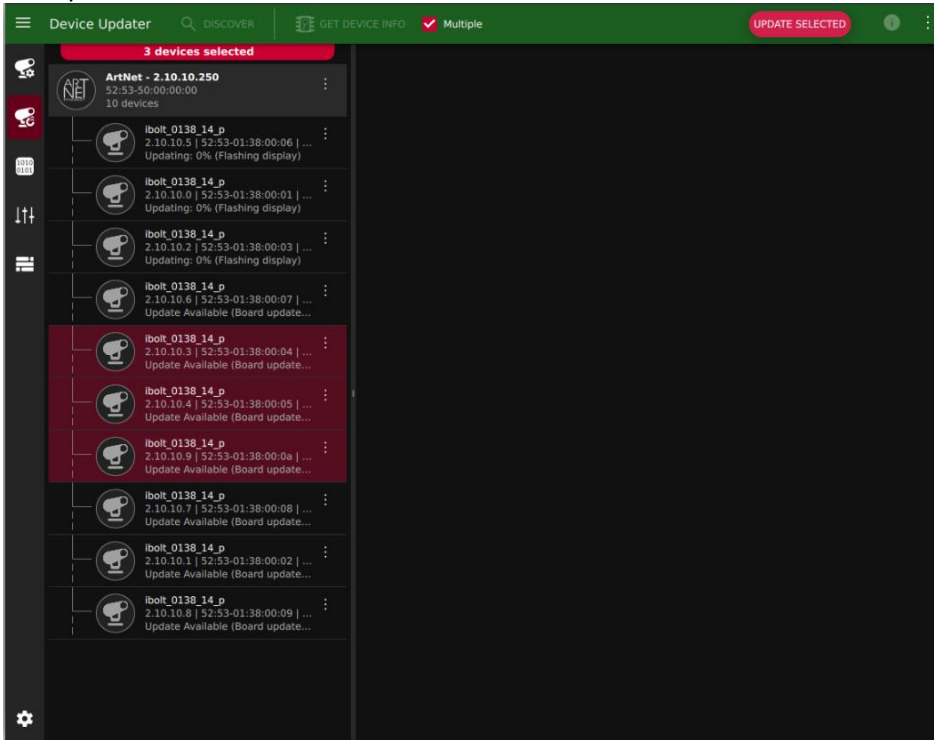 Device Updater
DISCOVER
GET DEVICE INFO
Multiple
UPDATE SELECTED
3 devices selected
ART
NET
ArtNet - 2.10.10.250
52:53-50:00:00:00
10 devices
ibolt_0138_14_p
2.10.10.5 | 52:53-01:38:00:06 | ...
Updating: 0% (Flashing display)
ibolt_0138_14_p
2.10.10.0 | 52:53-01:38:00:01 | ...
Updating: 0% (Flashing display)
ibolt_0138_14_p
2.10.10.2 | 52:53-01:38:00:03 | ...
Updating: 0% (Flashing display)
ibolt_0138_14_p
2.10.10.6 | 52:53-01:38:00:07 | ...
Update Available (Board update...
ibolt_0138_14_p
2.10.10.3 | 52:53-01:38:00:04 | ...
Update Available (Board update...
ibolt_0138_14_p
2.10.10.4 | 52:53-01:38:00:05 | ...
Update Available (Board update...
ibolt_0138_14_p
2.10.10.9 | 52:53-01:38:00:0a | ...
Update Available (Board update...
ibolt_0138_14_p
2.10.10.7 | 52:53-01:38:00:08 | ...
Update Available (Board update...
ibolt_0138_14_p
2.10.10.1 | 52:53-01:38:00:02 | ...
Update Available (Board update...
ibolt_0138_14_p
2.10.10.8 | 52:53-01:38:00:09 | ...
Update Available (Board update...
1010
0101